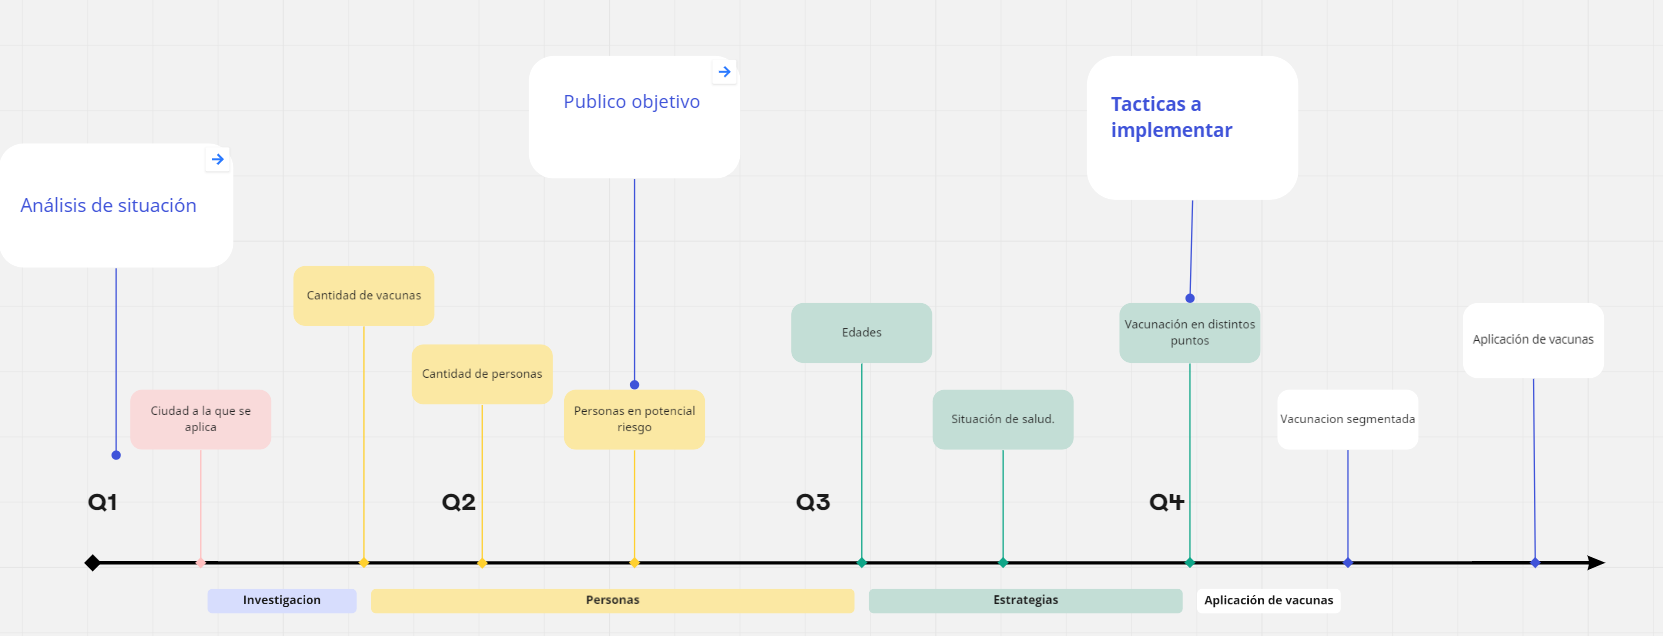 Publico objetivo
Tacticas a
implementar
Análisis de situación
Cantidad de vacunas
Edades
Vacunación en distintos
puntos
Aplicación de vacunas
Cantidad de personas
Ciudad a la que se
aplica
Personas en potencial
riesgo
Situación de salud.
Vacunacion segmentada
Q1
Q2
Q3
Q4
Investigacion
Personas
Estrategias
Aplicación de vacunas